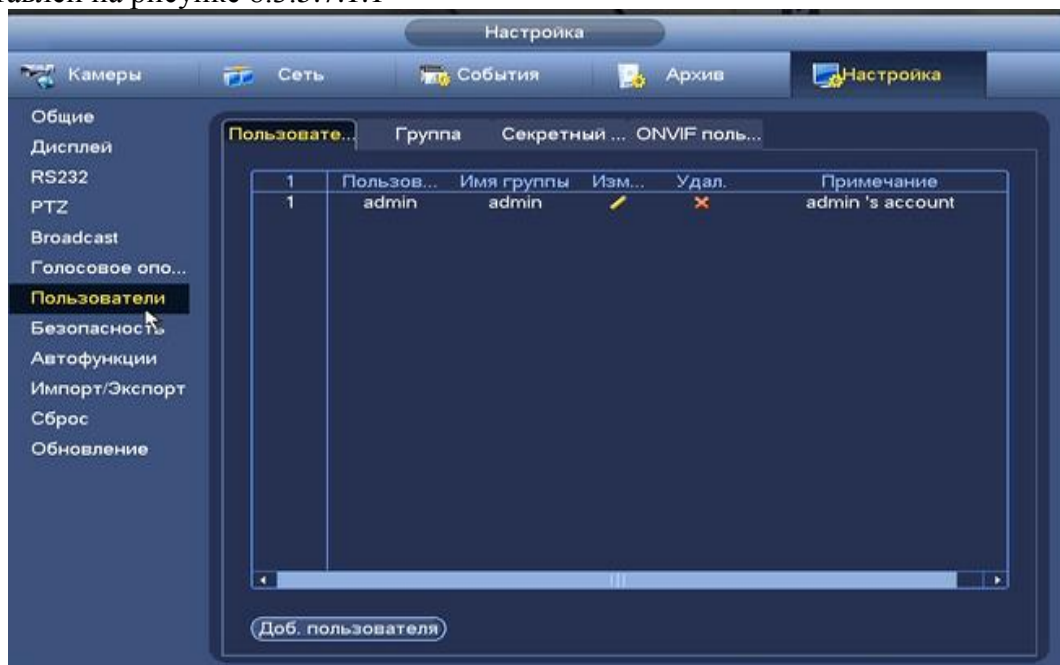 на рисунке
Настройка
Камеры Сеть События Архив Настройка
Общие
Дисплей
RS232
PTZ
Broadcast
Голосовое опо...
Пользователи
Безопасность
Автофункции
Импорт/Экспорт
Сброс
Обновление
Пользовате... Группа Секретный ... ONVIF поль...
1 Пользов... Имя группы Изм... Удал. Примечание
1 admin admin admin 's account
Доб. пользователя